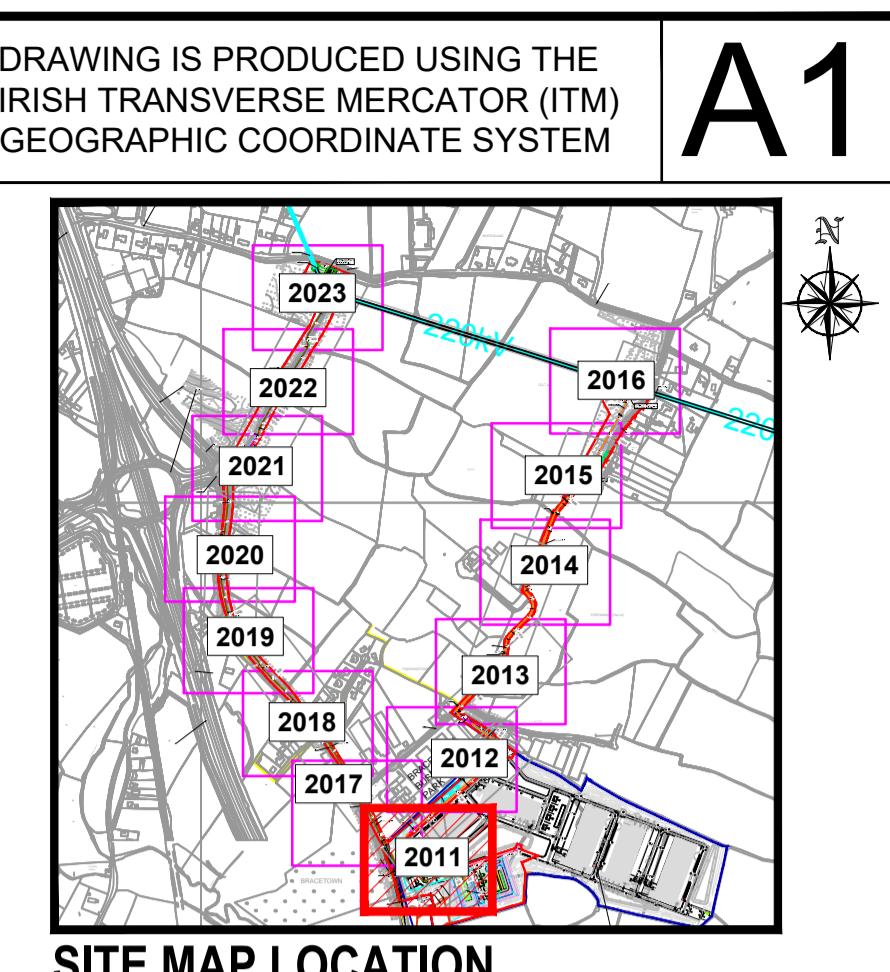 DRAWING IS PRODUCED USING THE
IRISH TRANSVERSE MERCATOR (ITM)
GEOGRAPHIC COORDINATE SYSTEM
A1
N
2023
220kV
2016
2022
220
2021
2015
2020
2014
2019
2013
2018
2012
2017
2011
BRACETOWN
SITE MAP LOCATION